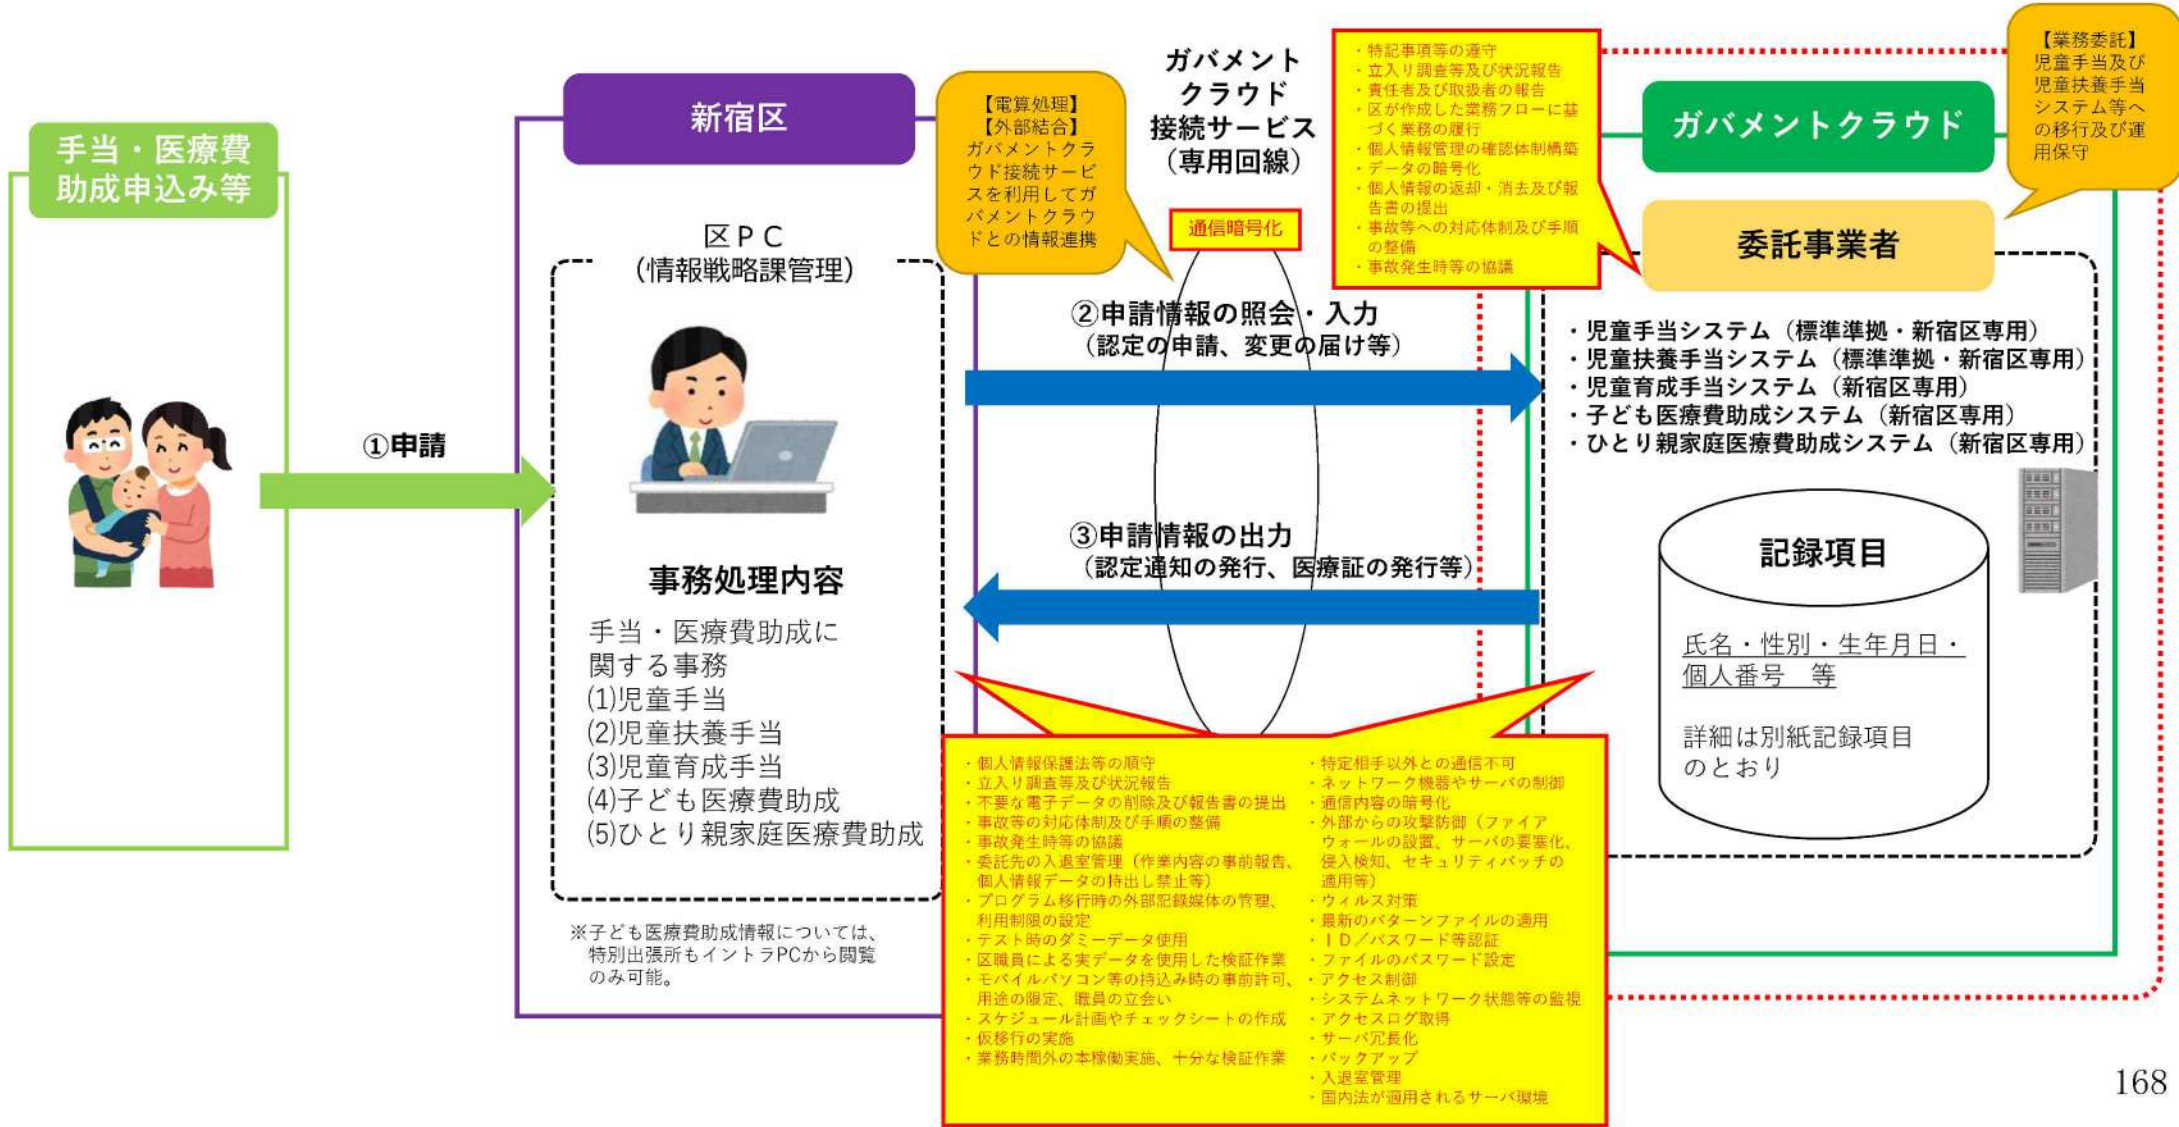 手当・医療費
助成申込み等
①申請
新宿区
区ＰＣ
（情報戦略課管理）
事務処理内容
手当・医療費助成に
関する事務
(1)児童手当
(2)児童扶養手当
(3)児童育成手当
(4)子ども医療費助成
(5)ひとり親家庭医療費助成
※子ども医療費助成情報については、
特別出張所もイントラPCから閲覧
のみ可能。
【電算処理】
【外部結合】
ガバメントクラ
ウド接続サービ
スを利用してガ
バメントクラウ
ドとの情報連携
ガバメント
クラウド
接続サービス
（専用回線）
通信暗号化
②申請情報の照会・入力
（認定の申請、変更の届け等）
③申請情報の出力
（認定通知の発行、医療証の発行等）
・特記事項等の遵守
・立入り調査等及び状況報告
・責任者及び取扱者の報告
・区が作成した業務フローに基
づく業務の履行
・個人情報管理の確認体制構築
・データの暗号化
・個人情報の返却・消去及び報
告書の提出
・事故等への対応体制及び手順
の整備
・事故発生時等の協議
ガバメントクラウド
【業務委託】
児童手当及び
児童扶養手当
システム等へ
の移行及び運
用保守
委託事業者
・児童手当システム（標準準拠・新宿区専用）
・児童扶養手当システム（標準準拠・新宿区専用）
・児童育成手当システム（新宿区専用）
・子ども医療費助成システム（新宿区専用）
・ひとり親家庭医療費助成システム（新宿区専用）
記録項目
氏名・性別・生年月日・
個人番号　等
詳細は別紙記録項目
のとおり
・個人情報保護法等の順守
・立入り調査等及び状況報告
・不要な電子データの削除及び報告書の提出
・事故等の対応体制及び手順の整備
・事故発生時等の協議
・委託先の入退室管理（作業内容の事前報告、
個人情報データの持出し禁止等）
・プログラム移行時の外部記録媒体の管理、
利用制限の設定
・テスト時のダミーデータ使用
・区職員による実データを使用した検証作業
・モバイルパソコン等の持込み時の事前許可、
用途の限定、職員の立会い
・スケジュール計画やチェックシートの作成
・仮移行の実施
・業務時間外の本稼働実施、十分な検証作業
・特定相手以外との通信不可
・ネットワーク機器やサーバの制御
・通信内容の暗号化
・外部からの攻撃防御（ファイア
ウォールの設置、サーバの要塞化、
侵入検知、セキュリティパッチの
適用等）
・ウィルス対策
・最新のパターンファイルの適用
・ＩＤ／パスワード等認証
・ファイルのパスワード設定
・アクセス制御
・システムネットワーク状態等の監視
・アクセスログ取得
・サーバ冗長化
・バックアップ
・入退室管理
・国内法が適用されるサーバ環境
168